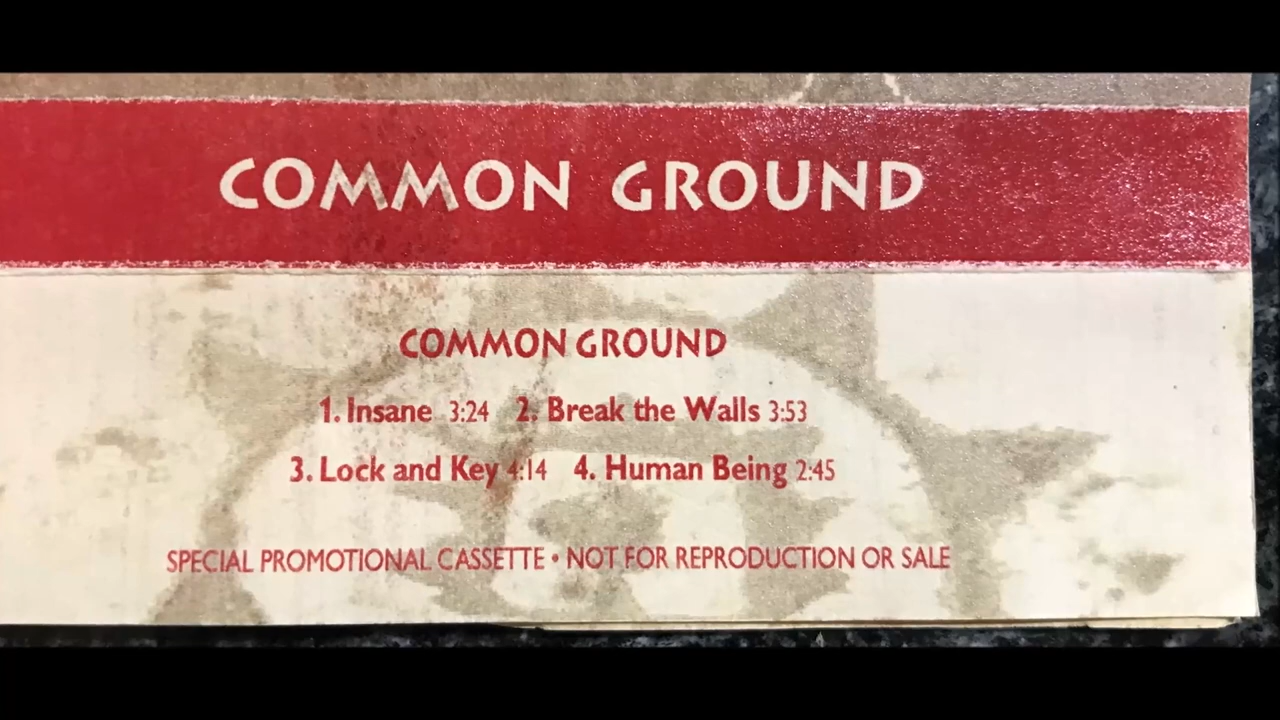 COMMON GROUND
COMMON GROUND
1. Insane 3:24 2. Break the Walls 3:53
3. Lock and Key 4:14 4. Human Being 2:45
SPECIAL PROMOTIONAL CASSETTE • NOT FOR REPRODUCTION OR SALE